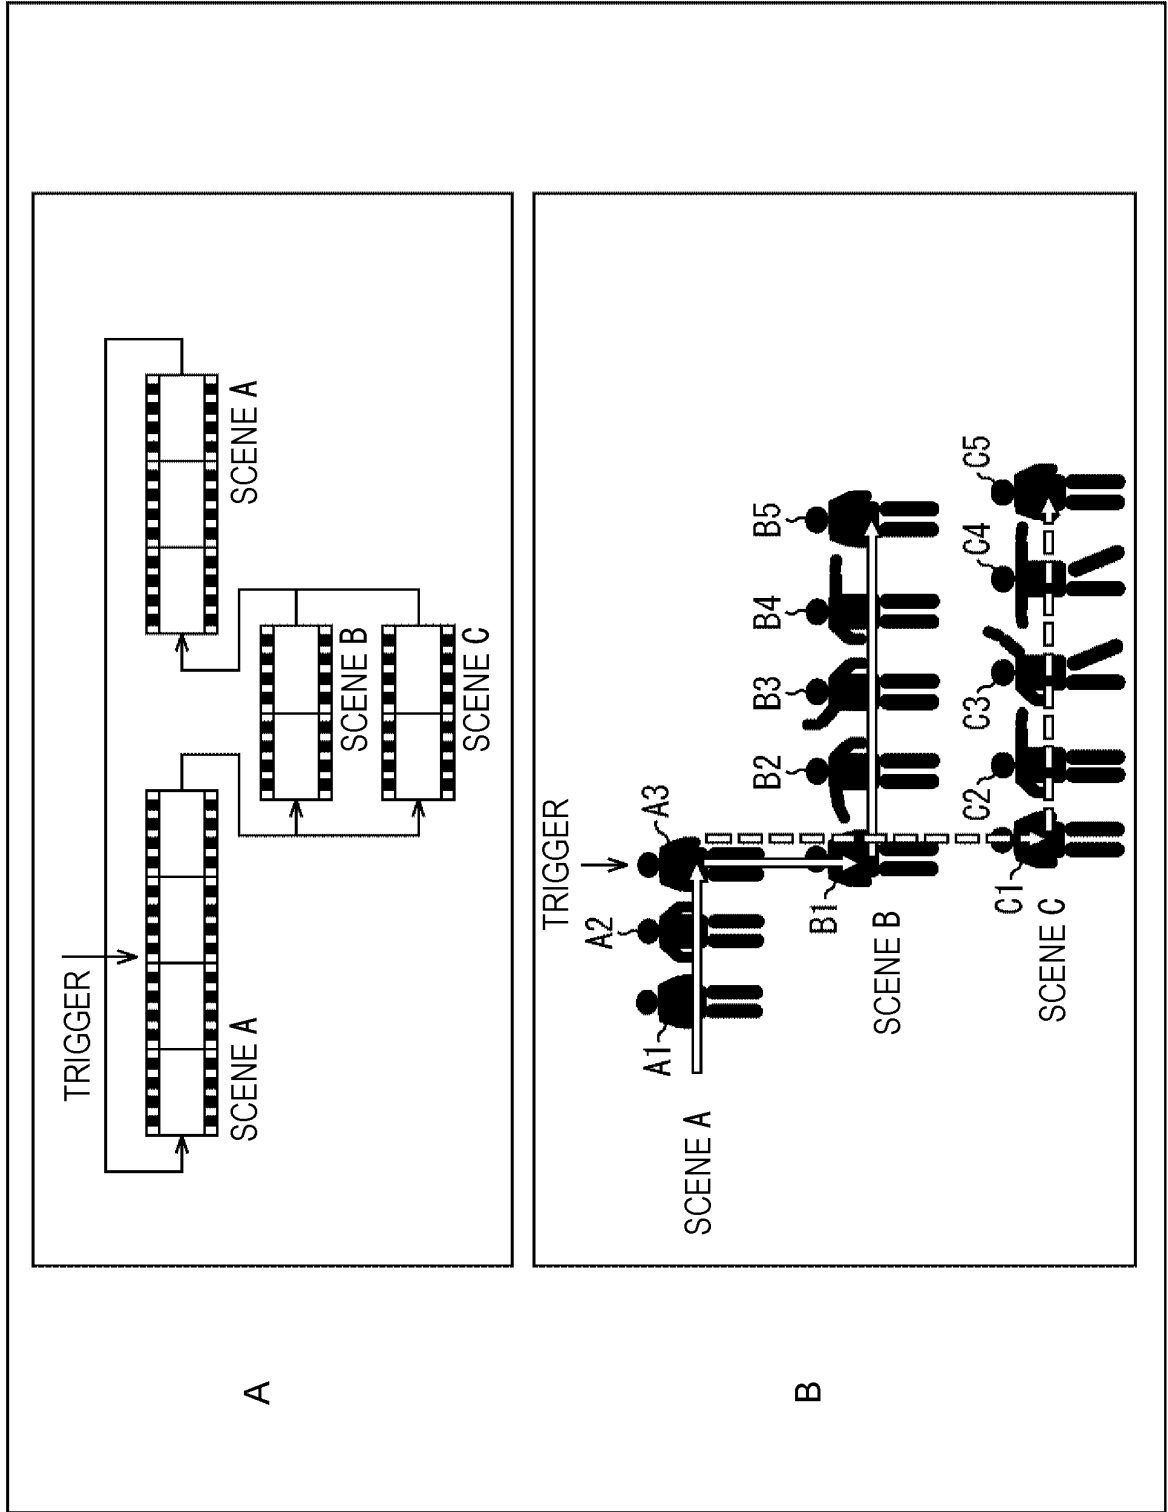 A
TRIGGER
SCENE A
SCENE A
SCENE B
SCENE C
B
TRIGGER
A1
A2
A3
SCENE A
B1
B2
B3
B4
B5
SCENE B
C1
C2
C3
C4
C5
SCENE C